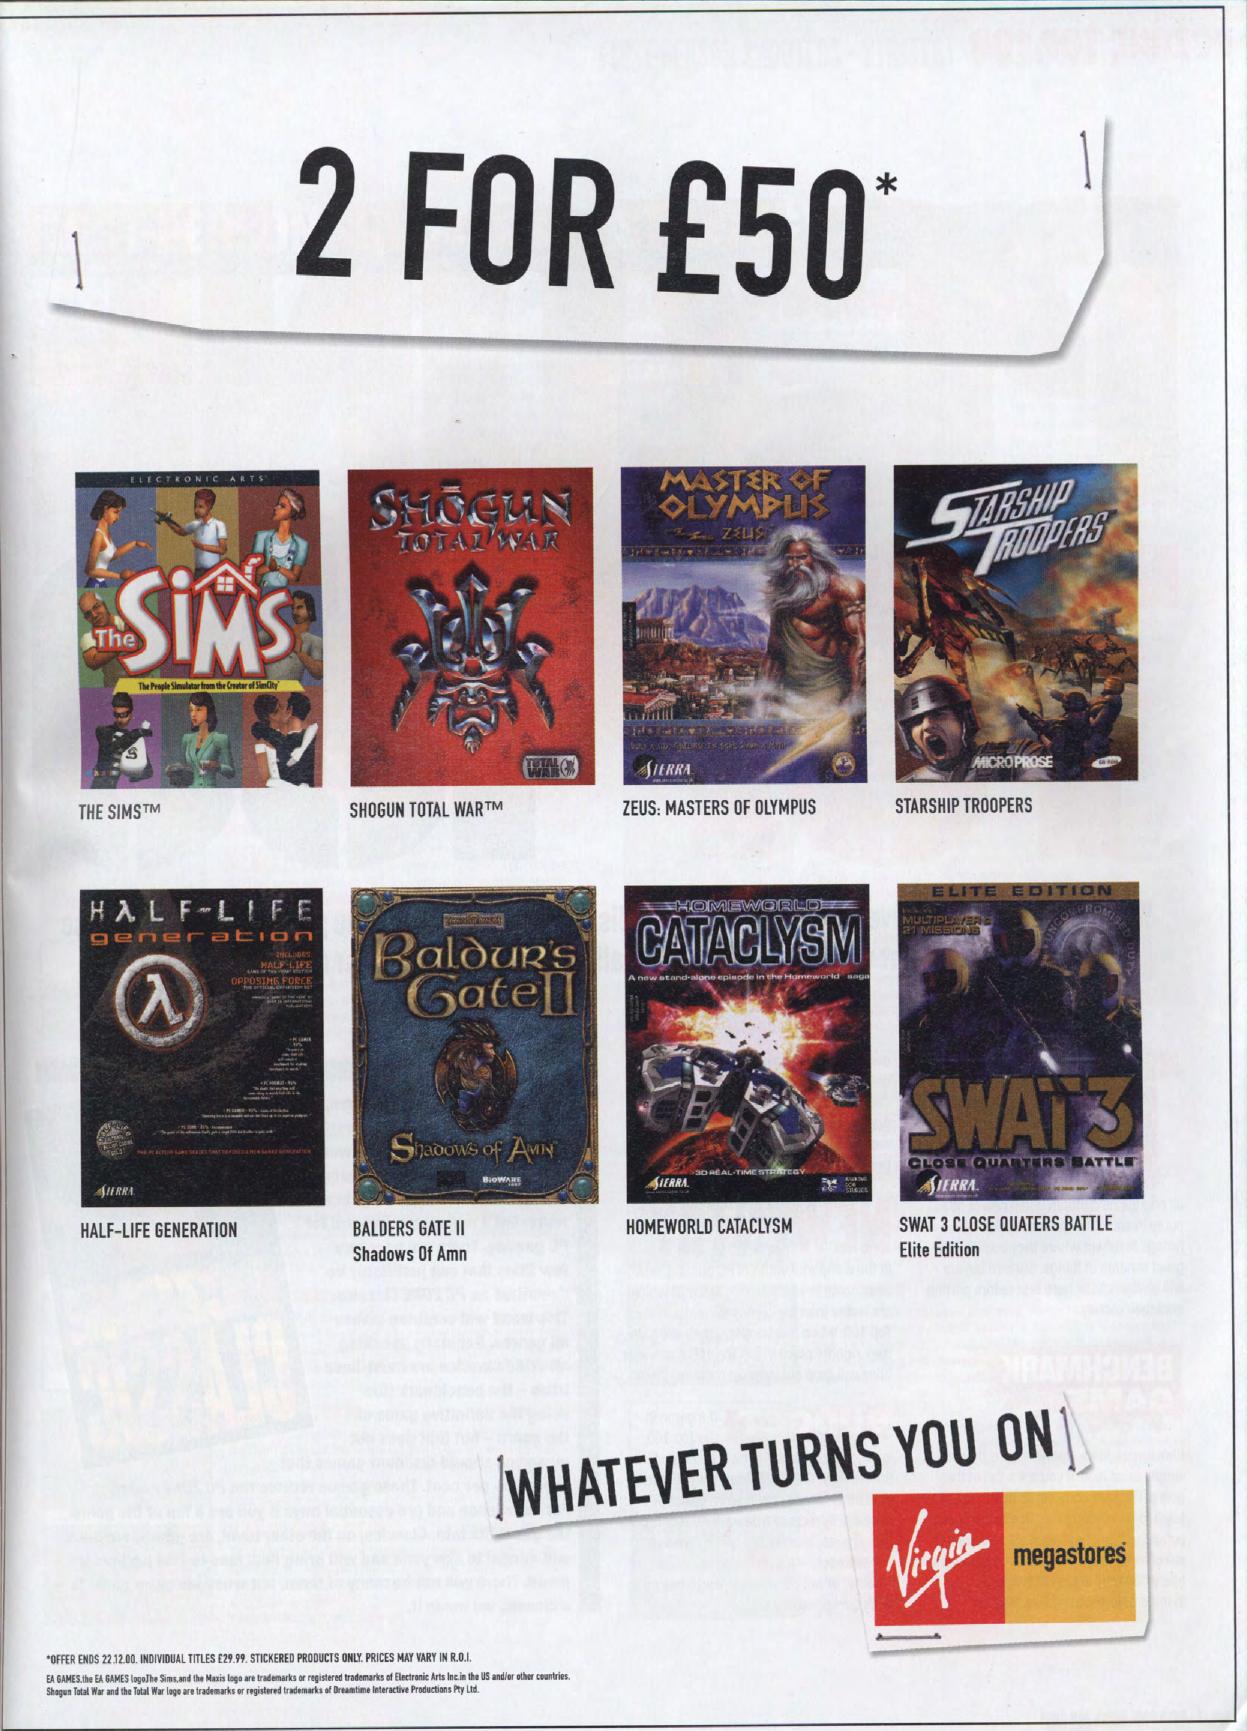 2 FOR £50*
ELECTRONIC ARTS
The SiMS
The People Simulator from the Creator of SimCity
SHŌGUN
TOTAL WAR
TOTAL WAR
MASTER OF
OLYMPUS
ZEUS
SIERRA
STARSHIP
TROOPERS
MICROPROSE
THE SIMS™
SHOGUN TOTAL WAR™
ZEUS: MASTERS OF OLYMPUS
STARSHIP TROOPERS
HALF-LIFE
generation
INCLUDES
HALF-LIFE
OPPOSING FORCE
SIERRA
Baldur's
Gate II
Shadows of Amn
BIOWARE
HOMEWORLD
CATACLYSM
A new stand-alone episode in the Homeworld saga
3D REAL-TIME STRATEGY
SIERRA
ELITE EDITION
MULTIPLAYER &
21 MISSIONS
SWAT 3
CLOSE QUARTERS BATTLE
SIERRA
HALF-LIFE GENERATION
BALDERS GATE II
Shadows Of Amn
HOMEWORLD CATACLYSM
SWAT 3 CLOSE QUATERS BATTLE
Elite Edition
WHATEVER TURNS YOU ON
Virgin megastores
*OFFER ENDS 22.12.00. INDIVIDUAL TITLES £29.99. STICKERED PRODUCTS ONLY. PRICES MAY VARY IN R.O.I.
EA GAMES,the EA GAMES logo,The Sims,and the Maxis logo are trademarks or registered trademarks of Electronic Arts Inc.in the US and/or other countries.
Shogun Total War and the Total War logo are trademarks or registered trademarks of Dreamtime Interactive Productions Pty Ltd.